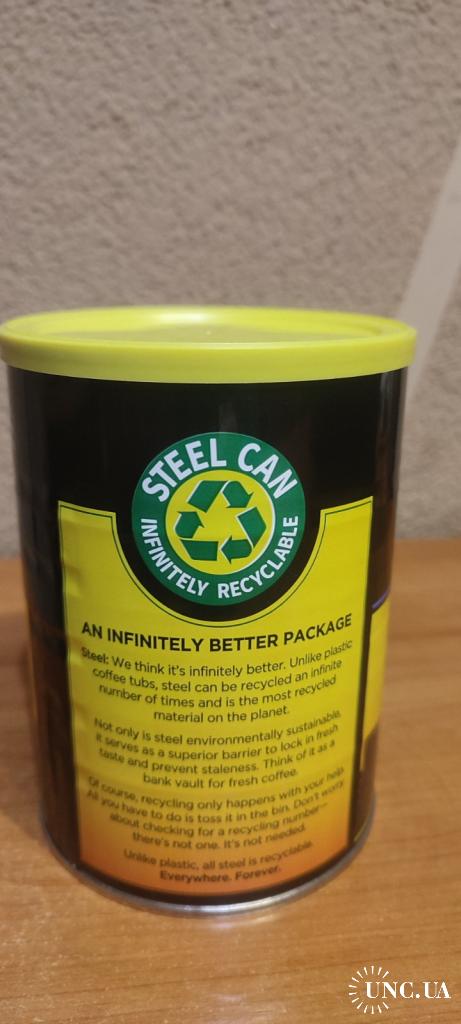 STEEL CAN
INFINITELY RECYCLABLE
AN INFINITELY BETTER PACKAGE
Steel: We think it's infinitely better. Unlike plastic
coffee tubs, steel can be recycled an infinite
number of times and is the most recycled
material on the planet.
Not only is steel environmentally sustainable,
it serves as a superior barrier to lock in fresh
taste and prevent staleness. Think of it as a
bank vault for fresh coffee.
Of course, recycling only happens with your help.
All you have to do is toss it in the bin. Don't worry
about checking for a recycling number—
there's not one. It's not needed.
Unlike plastic, all steel is recyclable.
Everywhere. Forever.
UNC.UA